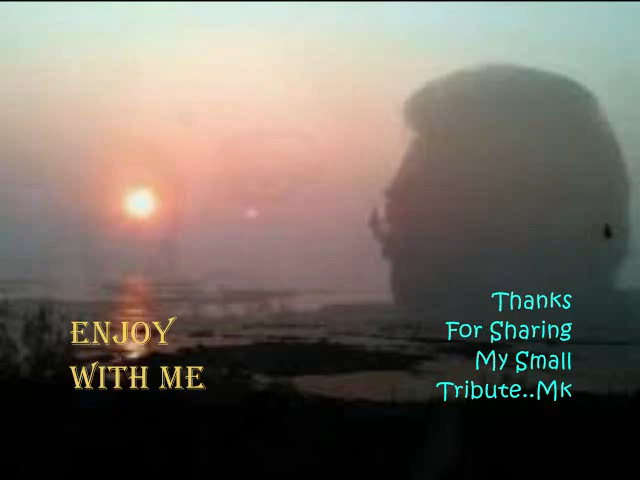 ENJOY
WITH ME
Thanks
For Sharing
My Small
Tribute..Mk